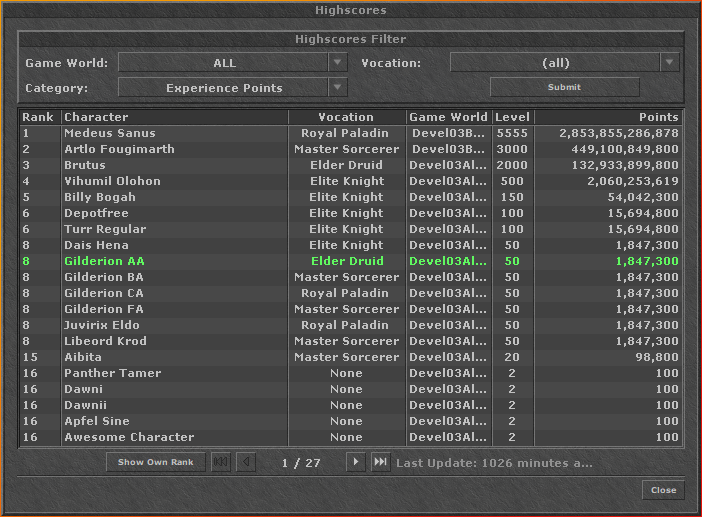 Highscores
Highscores Filter
Game World: ALL Vocation: (all)
Category: Experience Points Submit
Rank Character Vocation Game World Level Points
1 Medeus Sanus Royal Paladin Devel03B... 5555 2,853,855,286,878
2 Artlo Fougimarth Master Sorcerer Devel03B... 3000 449,100,849,800
3 Brutus Elder Druid Devel03Al... 2000 132,933,899,800
4 Yihumil Olohon Elite Knight Devel03Al... 500 2,060,253,619
5 Billy Bogah Elite Knight Devel03Al... 150 54,042,300
6 Depotfree Elite Knight Devel03Al... 100 15,694,800
6 Turr Regular Elite Knight Devel03Al... 100 15,694,800
8 Dais Hena Elite Knight Devel03Al... 50 1,847,300
8 Gilderion AA Elder Druid Devel03Al... 50 1,847,300
8 Gilderion BA Master Sorcerer Devel03Al... 50 1,847,300
8 Gilderion CA Royal Paladin Devel03Al... 50 1,847,300
8 Gilderion FA Master Sorcerer Devel03Al... 50 1,847,300
8 Juvirix Eldo Royal Paladin Devel03Al... 50 1,847,300
8 Libeord Krod Master Sorcerer Devel03Al... 50 1,847,300
15 Aibita Master Sorcerer Devel03Al... 20 98,800
16 Panther Tamer None Devel03Al... 2 100
16 Dawni None Devel03Al... 2 100
16 Dawnii None Devel03Al... 2 100
16 Apfel Sine None Devel03Al... 2 100
16 Awesome Character None Devel03Al... 2 100
Show Own Rank 1 / 27 Last Update: 1026 minutes a...
Close